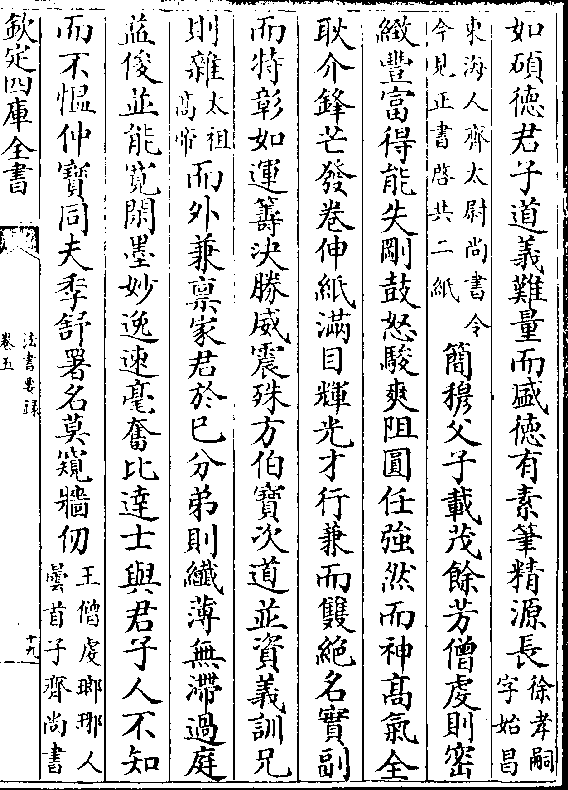 如碩德君子道義難量而盛德有素筆精源長徐孝嗣字始昌
東海人齊太尉尚書令今見正書啓共二紙簡穆父子載茂餘芳僧虔則密
緻豐富得能失剛鼓怒駿爽阻圓任強然而神高氣全
耿介鋒芒發卷伸紙滿目輝光才行兼而雙絕名實副
而特彰如運籌決勝威震殊方伯寶次道並資義訓兄
則雜太祖高帝而外兼禀家君於巳分弟則纖薄無滯過庭
藍俊並能寛閑墨妙逸速毫奮比達士與君子人不知
而不愠仲寶同夫季舒署名莫窺牆仞王僧虔瑯琊人曇首子齊尚書
欽定四庫全書
法書要錄
卷五
十九